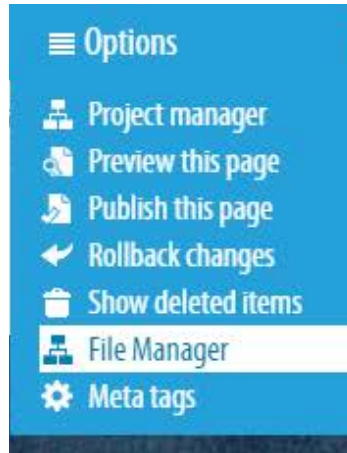 Options
Project manager
Preview this page
Publish this page
Rollback changes
Show deleted items
File Manager
Meta tags